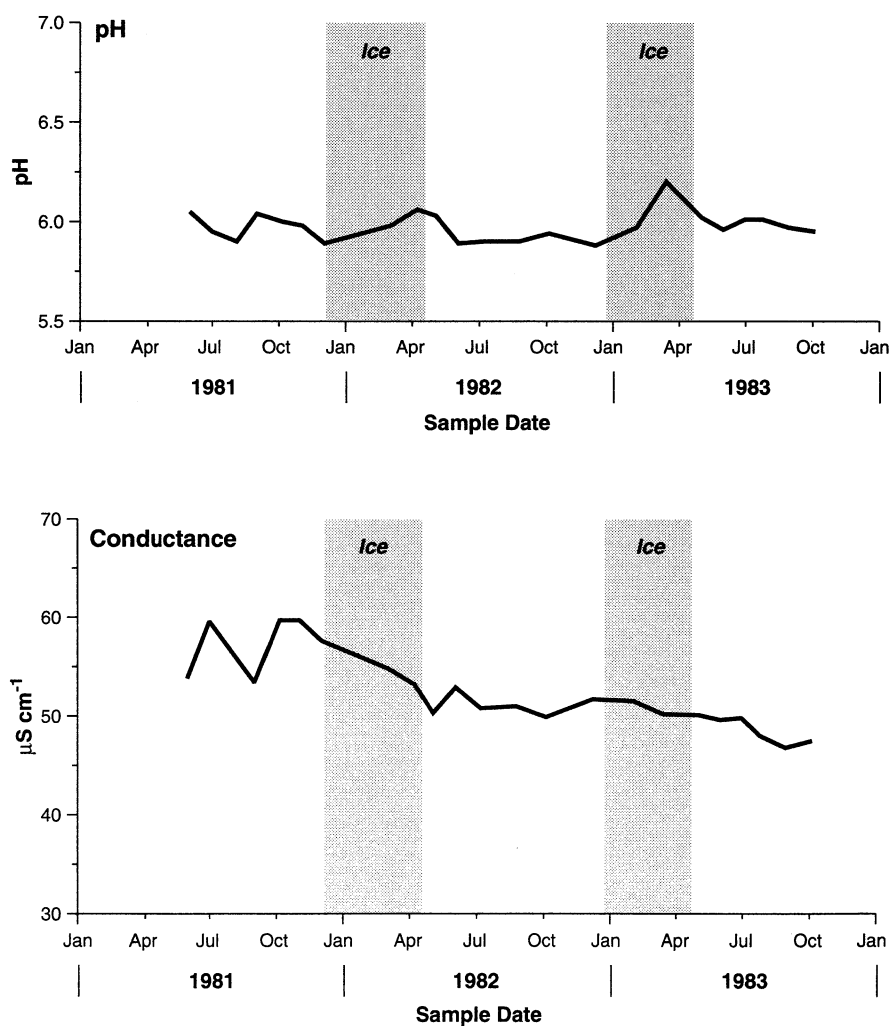 7.0
pH
Ice
Ice
6.5
pH
6.0
5.5
Jan Apr Jul Oct Jan Apr Jul Oct Jan Apr Jul Oct Jan
1981 1982 1983
Sample Date
70
Conductance
Ice
Ice
60
µS cm⁻¹
50
40
30
Jan Apr Jul Oct Jan Apr Jul Oct Jan Apr Jul Oct Jan
1981 1982 1983
Sample Date